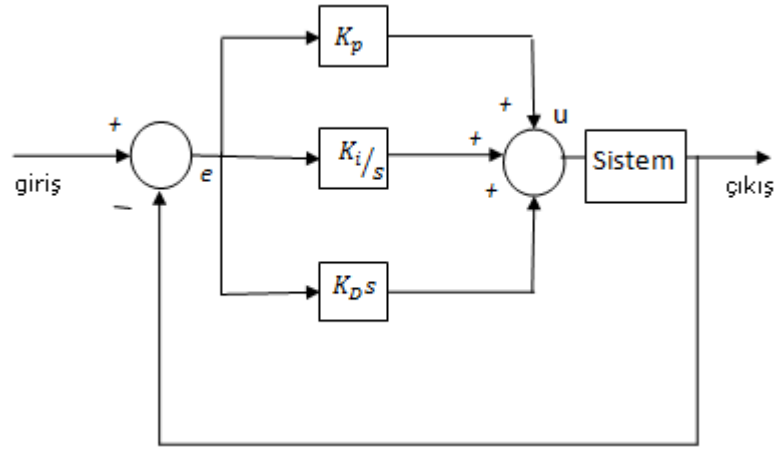 K_p
+
+
u
+
K_i/s
+
Sistem
giriş
e
çıkış
−
+
K_D s